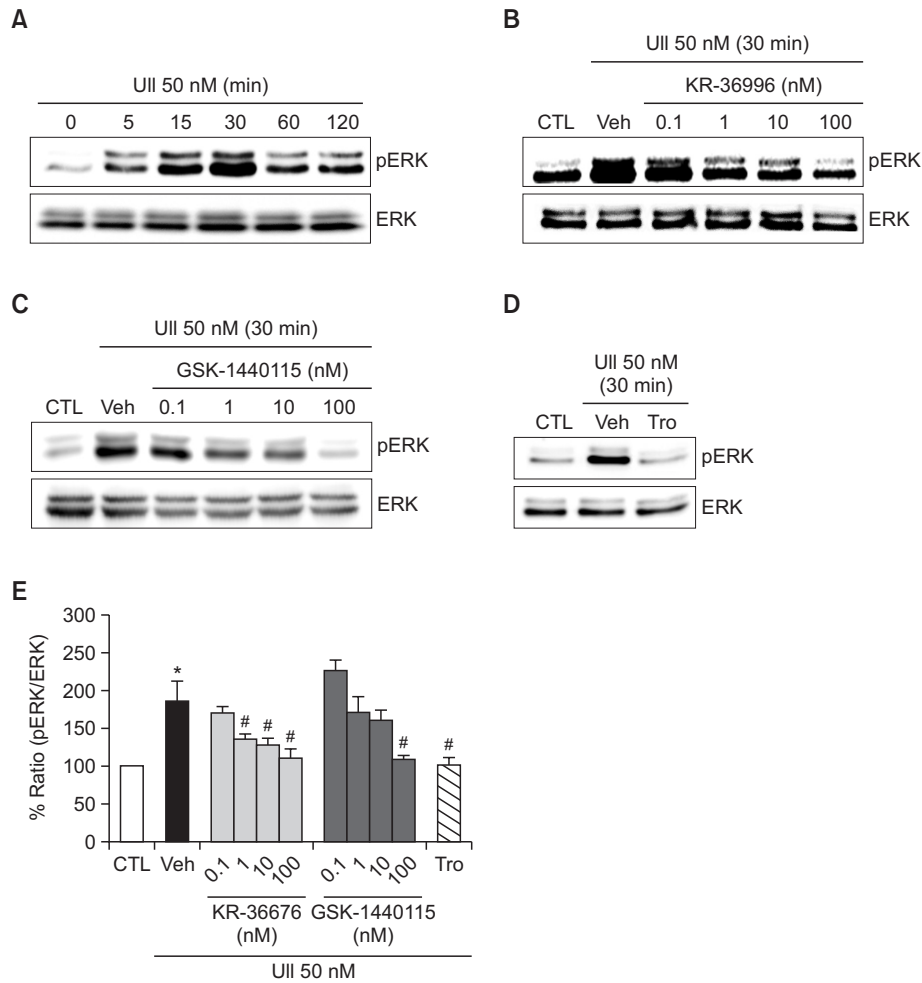 A
UII 50 nM (min)
0 5 15 30 60 120
pERK
ERK
B
UII 50 nM (30 min)
KR-36996 (nM)
CTL Veh 0.1 1 10 100
pERK
ERK
C
UII 50 nM (30 min)
GSK-1440115 (nM)
CTL Veh 0.1 1 10 100
pERK
ERK
D
UII 50 nM
(30 min)
CTL Veh Tro
pERK
ERK
E
% Ratio (pERK/ERK)
300
250
200
150
100
50
0
* # # # # #
CTL Veh 0.1 1 10 100 0.1 1 10 100 Tro
KR-36676 GSK-1440115
(nM) (nM)
UII 50 nM